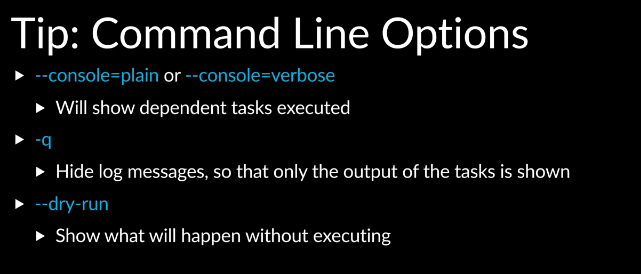 Tip: Command Line Options
--console=plain or --console=verbose
Will show dependent tasks executed
-q
Hide log messages, so that only the output of the tasks is shown
--dry-run
Show what will happen without executing